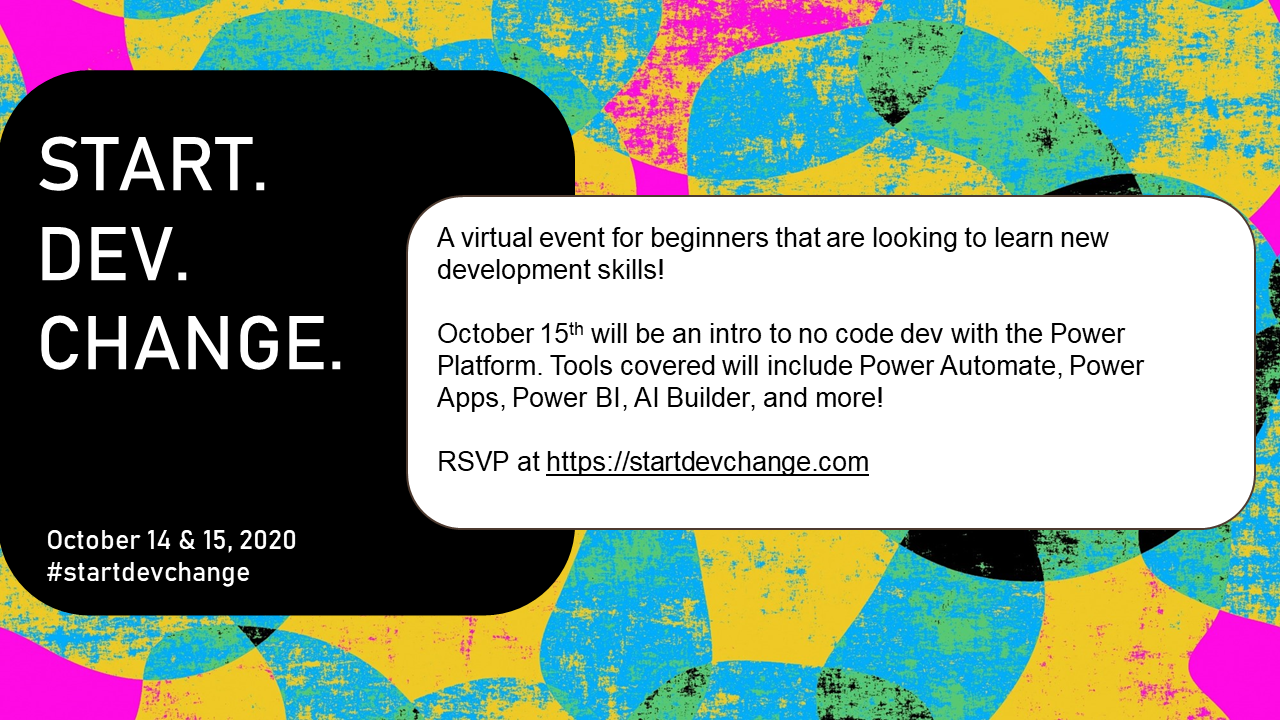 START.
DEV.
CHANGE.
October 14 & 15, 2020
#startdevchange
A virtual event for beginners that are looking to learn new
development skills!
October 15th will be an intro to no code dev with the Power
Platform. Tools covered will include Power Automate, Power
Apps, Power BI, AI Builder, and more!
RSVP at https://startdevchange.com